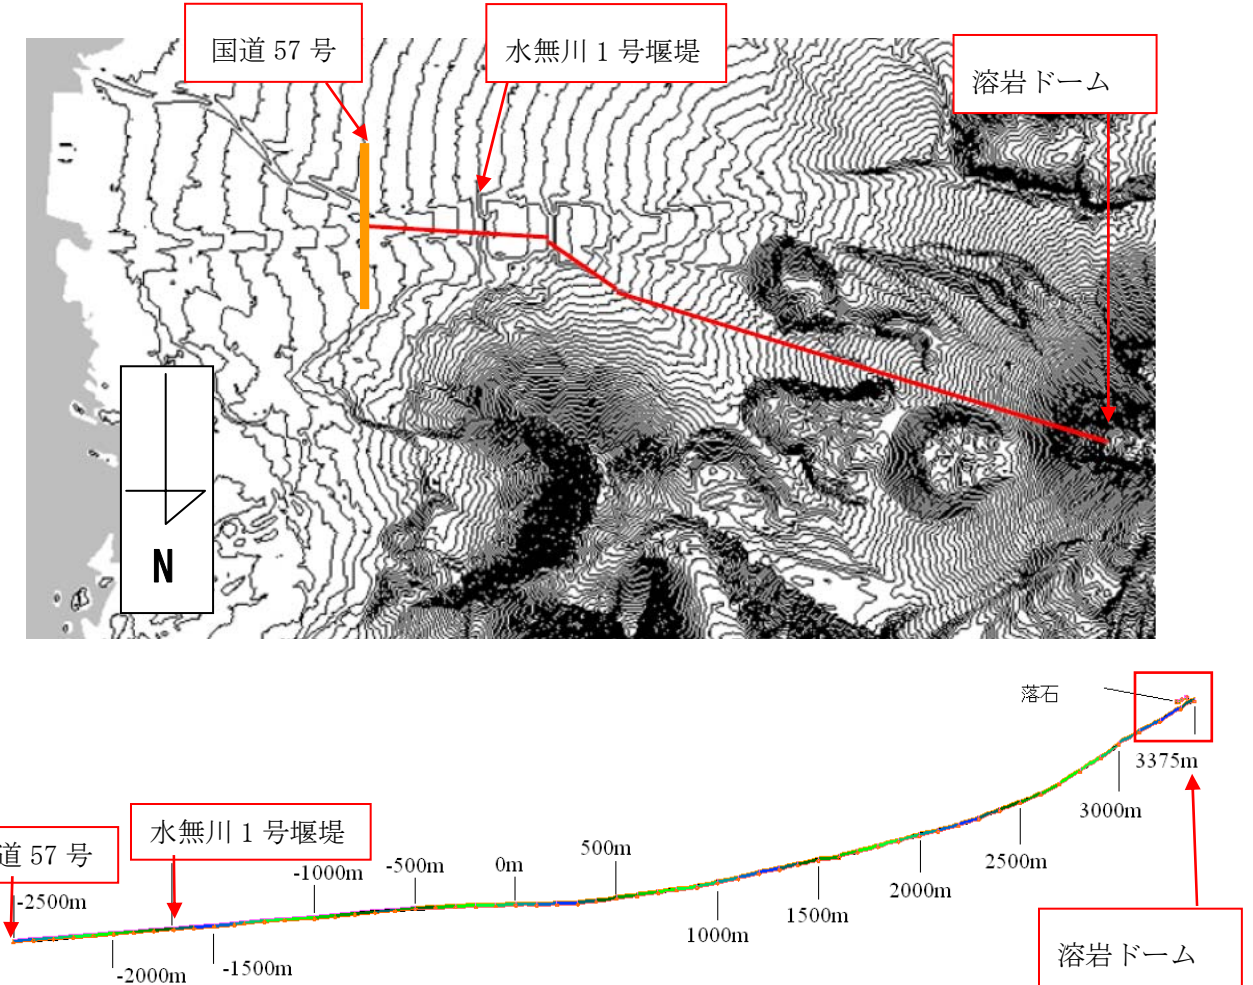 国道 57 号
水無川 1 号堰堤
溶岩ドーム
N
落石
3375m
3000m
水無川 1 号堰堤
道 57 号
500m
0m
-500m
-1000m
-2500m
2500m
2000m
1500m
1000m
-1500m
-2000m
溶岩ドーム